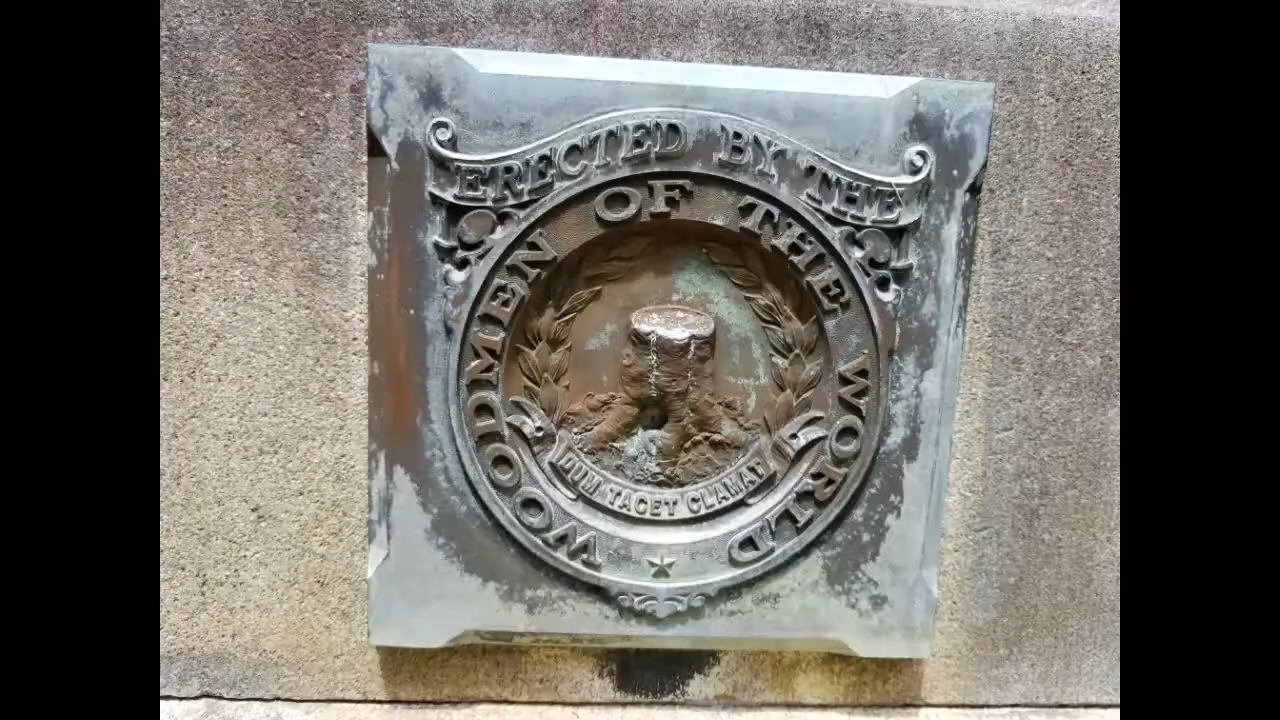 ERECTED BY THE
WOODMEN OF THE WORLD
DUM TACET CLAMAT